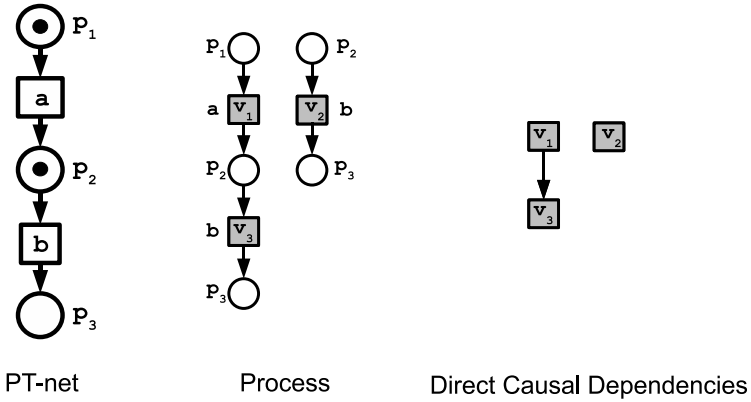 p₁
a
p₂
b
p₃
PT-net
p₁ p₂
a v₁ v₂ b
p₂ p₃
b v₃
p₃
Process
v₁ v₂
v₃
Direct Causal Dependencies